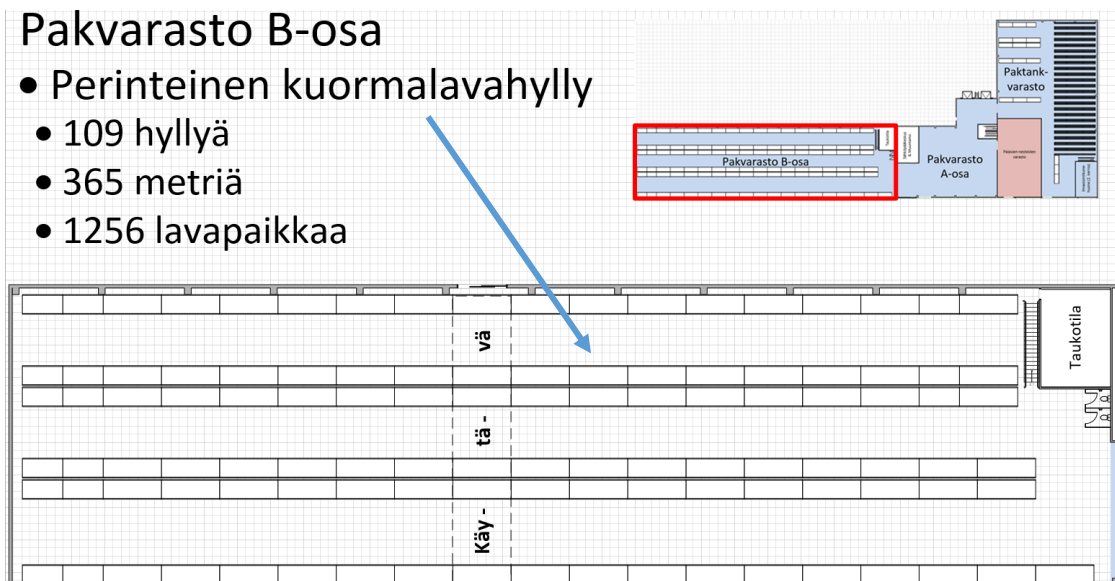 Pakvarasto B-osa
• Perinteinen kuormalavahylly
• 109 hyllyä
• 365 metriä
• 1256 lavapaikkaa
Paktank-
varasto
Pakvarasto B-osa
Pakvarasto
A-osa
Taukotila
vä
tä -
Käy -